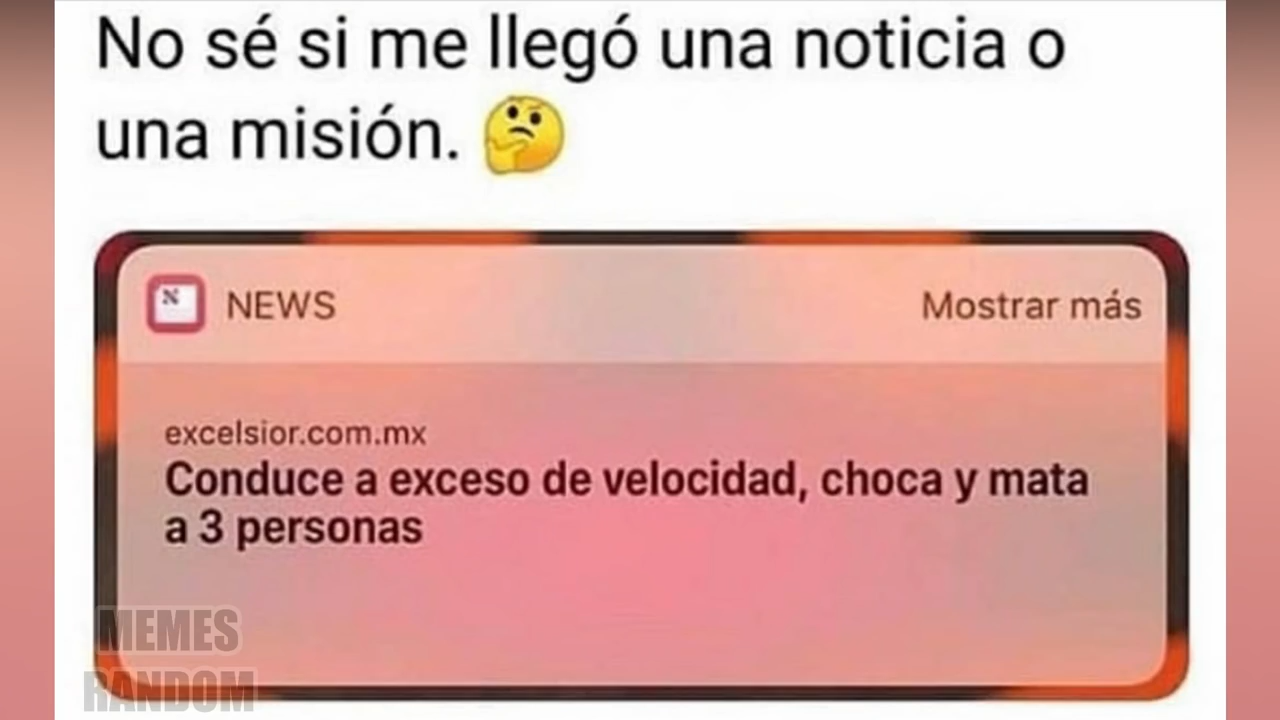 No sé si me llegó una noticia o
una misión. 🤔
NEWS
Mostrar más
excelsior.com.mx
Conduce a exceso de velocidad, choca y mata
a 3 personas
MEMES
RANDOM